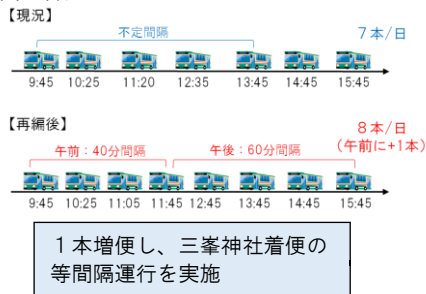 【現況】
不定間隔
7本/日
9:45 10:25 11:20 12:35 13:45 14:45 15:45
【再編後】
8本/日
(午前に+1本)
午前:40分間隔
午後:60分間隔
9:45 10:25 11:05 11:45 12:45 13:45 14:45 15:45
1本増便し、三峯神社着便の
等間隔運行を実施